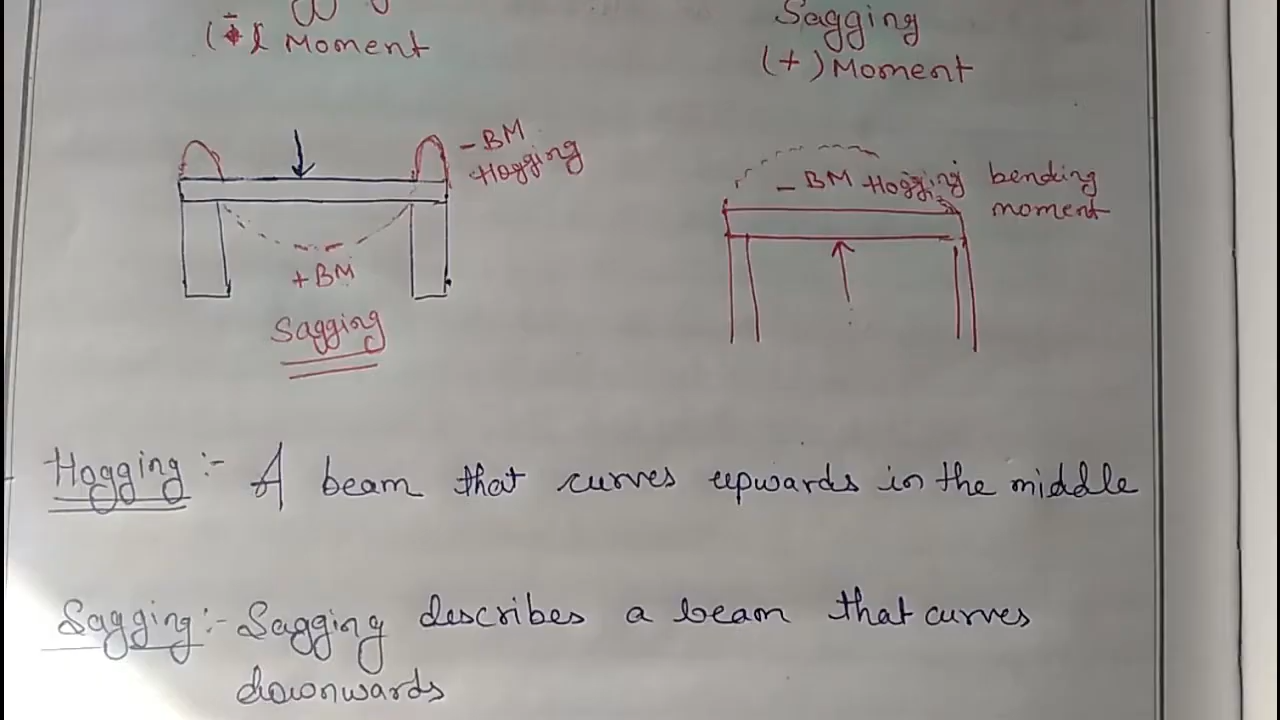 Sagging
(-) Moment
(+) Moment
- BM
Hogging
- BM Hogging bending
moment
+ BM
Sagging
Hogging :- A beam that curves upwards in the middle
Sagging :- Sagging describes a beam that curves
downwards